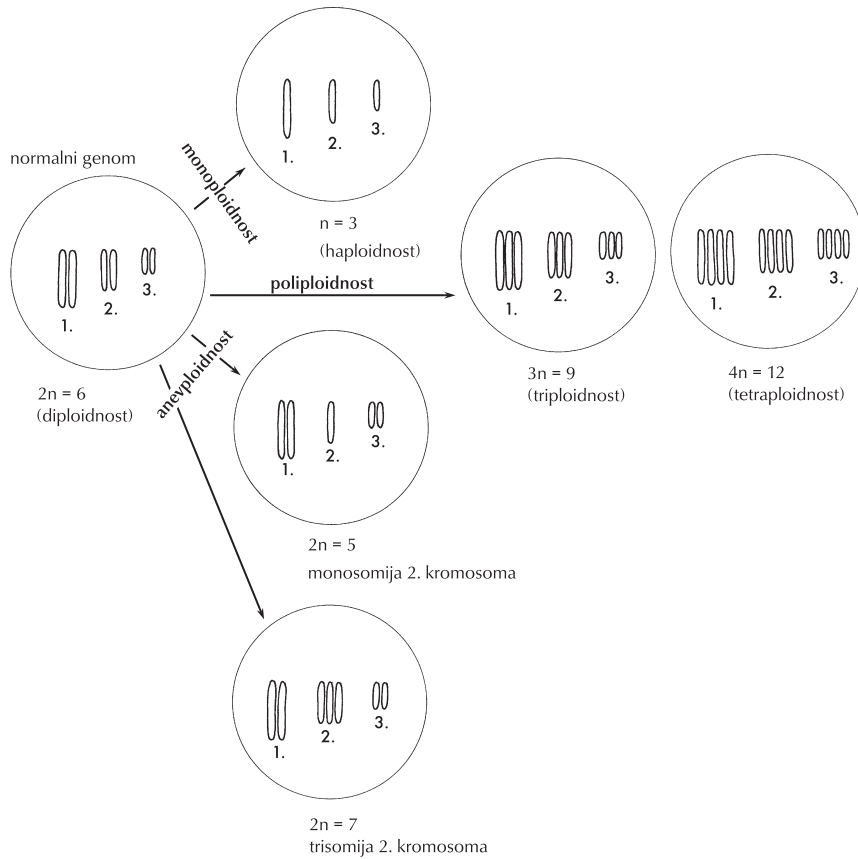 normalni genom
1.
2.
3.
2n = 6
(diploidnost)
monoploidnost
1.
2.
3.
n = 3
(haploidnost)
poliploidnost
1.
2.
3.
3n = 9
(triploidnost)
1.
2.
3.
4n = 12
(tetraploidnost)
anevploidnost
1.
2.
3.
2n = 5
monosomija 2. kromosoma
1.
2.
3.
2n = 7
trisomija 2. kromosoma